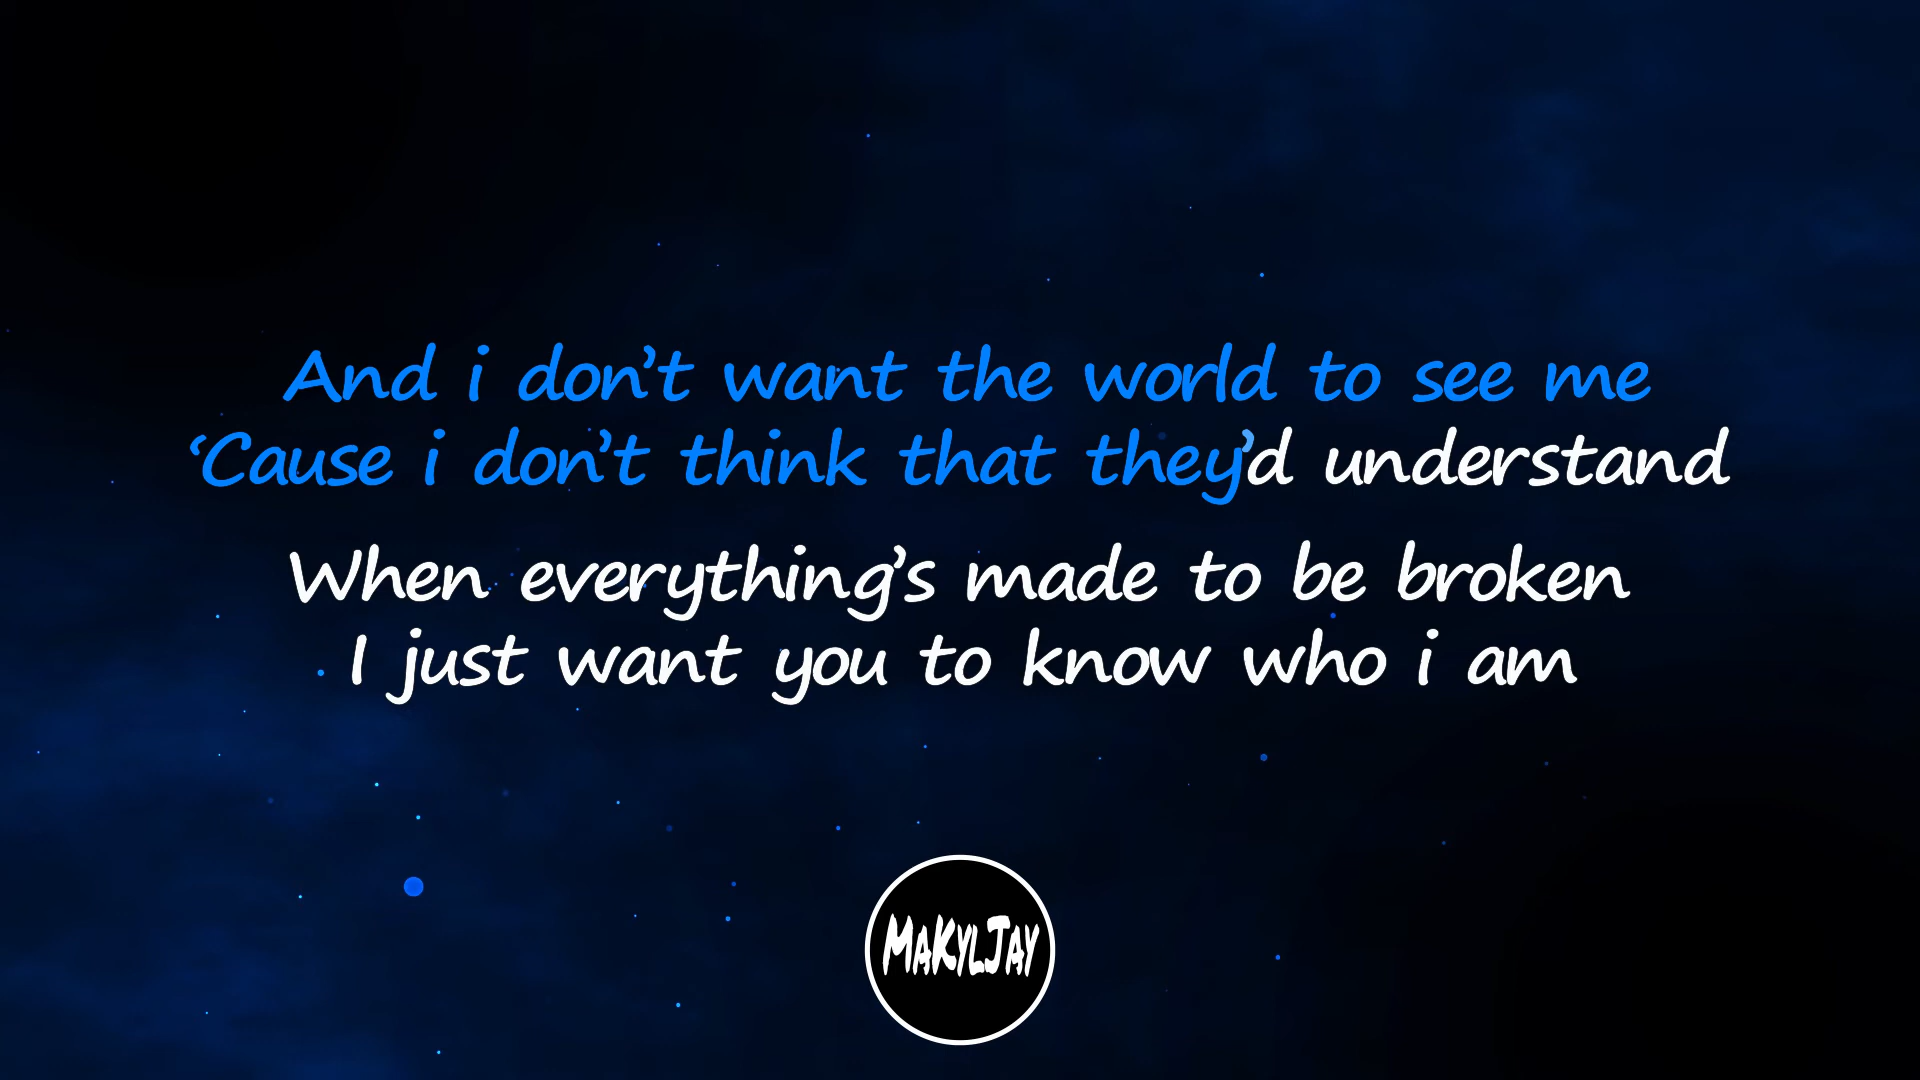 And i don’t want the world to see me
‘Cause i don’t think that they’d understand
When everything’s made to be broken
I just want you to know who i am
MAKYLJAY